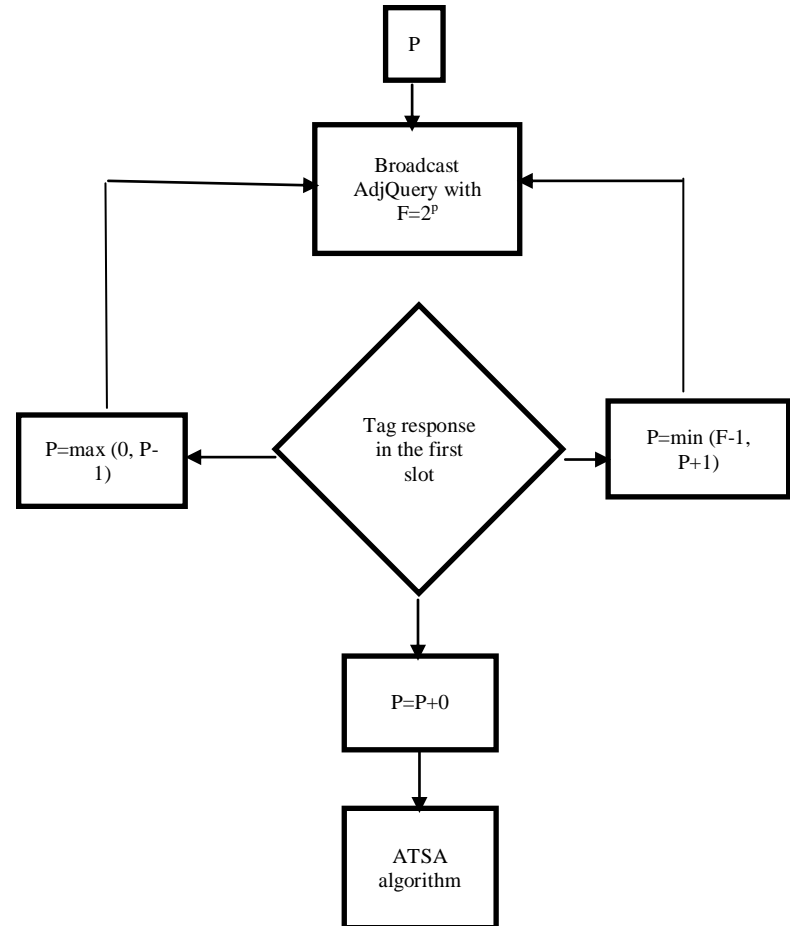 P
Broadcast
AdjQuery with
F=2ᵖ
Tag response
in the first
slot
P=max (0, P-
1)
P=min (F-1,
P+1)
P=P+0
ATSA
algorithm